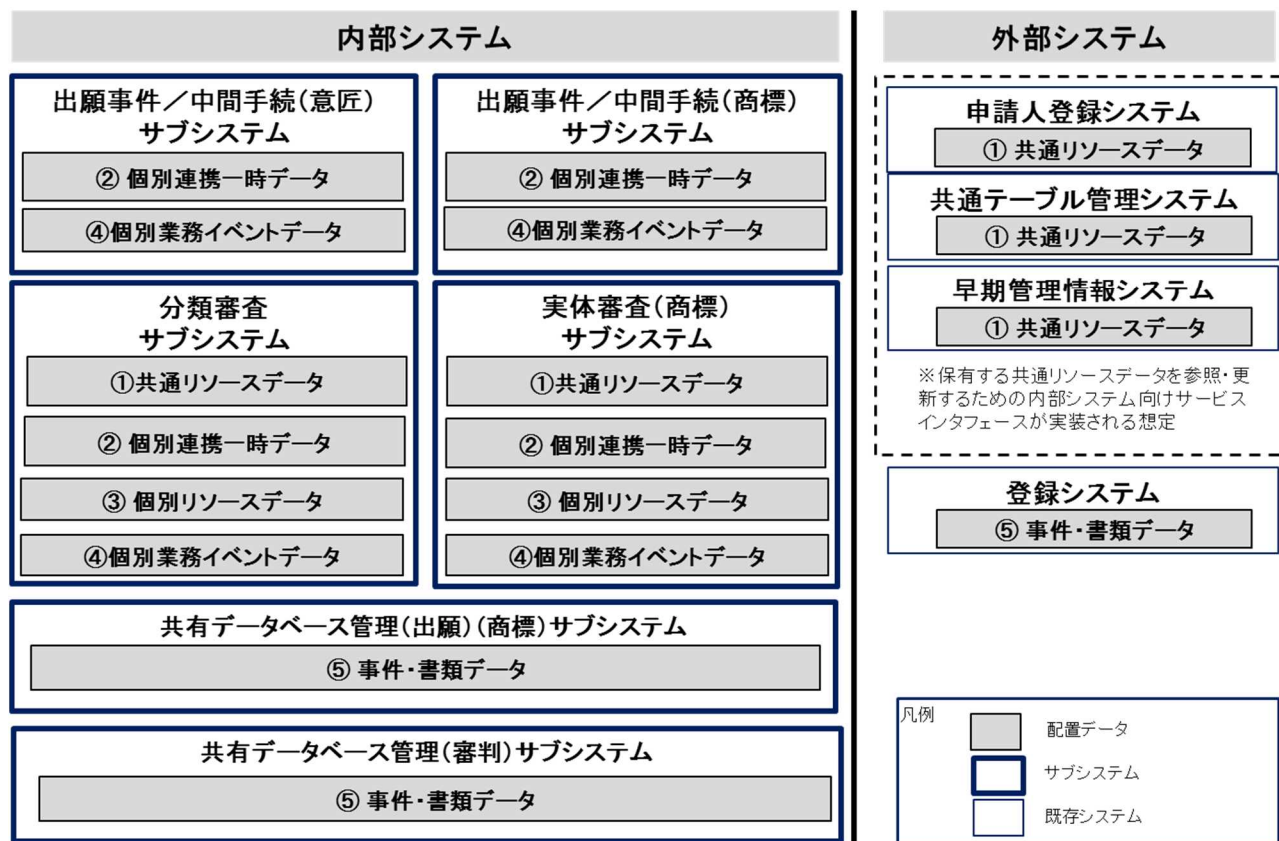 内部システム
出願事件／中間手続（意匠）
サブシステム
② 個別連携一時データ
④個別業務イベントデータ
出願事件／中間手続（商標）
サブシステム
② 個別連携一時データ
④個別業務イベントデータ
分類審査
サブシステム
①共通リソースデータ
② 個別連携一時データ
③ 個別リソースデータ
④個別業務イベントデータ
実体審査（商標）
サブシステム
①共通リソースデータ
② 個別連携一時データ
③ 個別リソースデータ
④個別業務イベントデータ
共有データベース管理（出願）（商標）サブシステム
⑤ 事件・書類データ
共有データベース管理（審判）サブシステム
⑤ 事件・書類データ
外部システム
申請人登録システム
① 共通リソースデータ
共通テーブル管理システム
① 共通リソースデータ
早期管理情報システム
① 共通リソースデータ
※保有する共通リソースデータを参照・更
新するための内部システム向けサービス
インタフェースが実装される想定
登録システム
⑤ 事件・書類データ
凡例
配置データ
サブシステム
既存システム